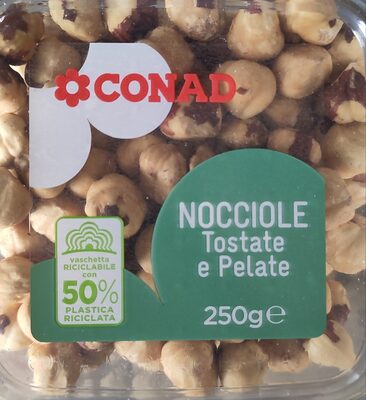 CONAD
NOCCIOLE
Tostate
e Pelate
250g℮
vaschetta
RICICLABILE
con
50%
PLASTICA
RICICLATA